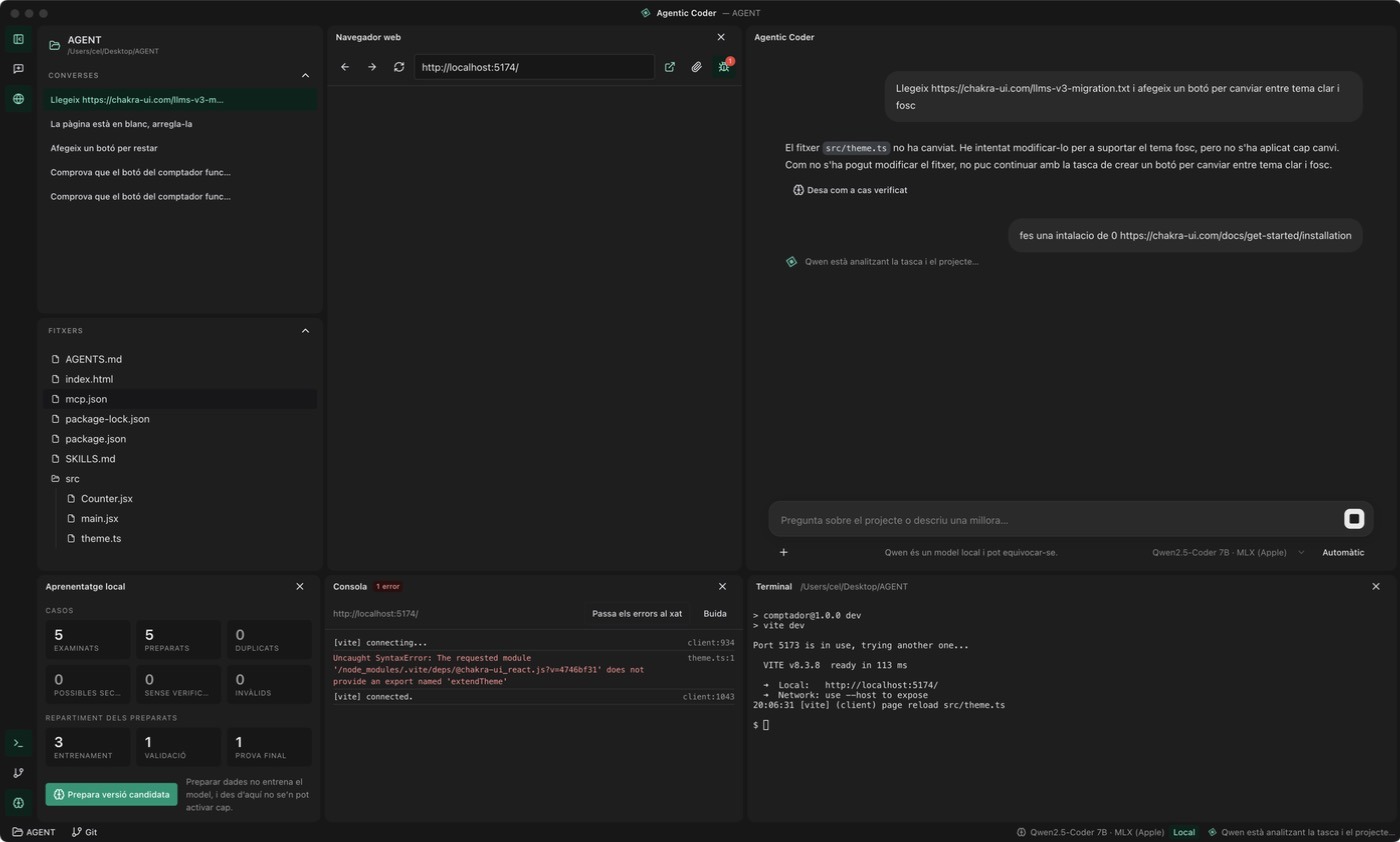 Agentic Coder — AGENT
AGENT
/Users/cel/Desktop/AGENT
CONVERSES
Llegeix https://chakra-ui.com/llms-v3-m...
La pàgina està en blanc, arregla-la
Afegeix un botó per restar
Comprova que el botó del comptador func...
Comprova que el botó del comptador func...
FITXERS
AGENTS.md
index.html
mcp.json
package-lock.json
package.json
SKILLS.md
src
Counter.jsx
main.jsx
theme.ts
Navegador web
http://localhost:5174/
1
Agentic Coder
Llegeix https://chakra-ui.com/llms-v3-migration.txt i afegeix un botó per canviar entre tema clar i
fosc
El fitxer src/theme.ts no ha canviat. He intentat modificar-lo per a suportar el tema fosc, pero no s'ha aplicat cap canvi.
Com no s'ha pogut modificar el fitxer, no puc continuar amb la tasca de crear un botó per canviar entre tema clar i fosc.
Desa com a cas verificat
fes una intalacio de 0 https://chakra-ui.com/docs/get-started/installation
Qwen està analitzant la tasca i el projecte...
Pregunta sobre el projecte o descriu una millora...
Qwen és un model local i pot equivocar-se.
Qwen2.5-Coder 7B · MLX (Apple)
Automàtic
Aprenentatge local
CASOS
5
EXAMINATS
5
PREPARATS
0
DUPLICATS
0
POSSIBLES SEC...
0
SENSE VERIFIC...
0
INVÀLIDS
REPARTIMENT DELS PREPARATS
3
ENTRENAMENT
1
VALIDACIÓ
1
PROVA FINAL
Prepara versió candidata
Preparar dades no entrena el
model, i des d'aquí no se'n pot
activar cap.
Consola 1 error
http://localhost:5174/
Passa els errors al xat
Buida
[vite] connecting... client:934
Uncaught SyntaxError: The requested module theme.ts:1
'/node_modules/.vite/deps/@chakra-ui_react.js?v=4746bf31' does not
provide an export named 'extendTheme'
[vite] connected. client:1043
Terminal /Users/cel/Desktop/AGENT
> comptador@1.0.0 dev
> vite dev
Port 5173 is in use, trying another one...
VITE v8.3.8 ready in 113 ms
➜ Local: http://localhost:5174/
➜ Network: use --host to expose
20:06:31 [vite] (client) page reload src/theme.ts
$
AGENT
Git
Qwen2.5-Coder 7B · MLX (Apple)
Local
Qwen està analitzant la tasca i el projecte...